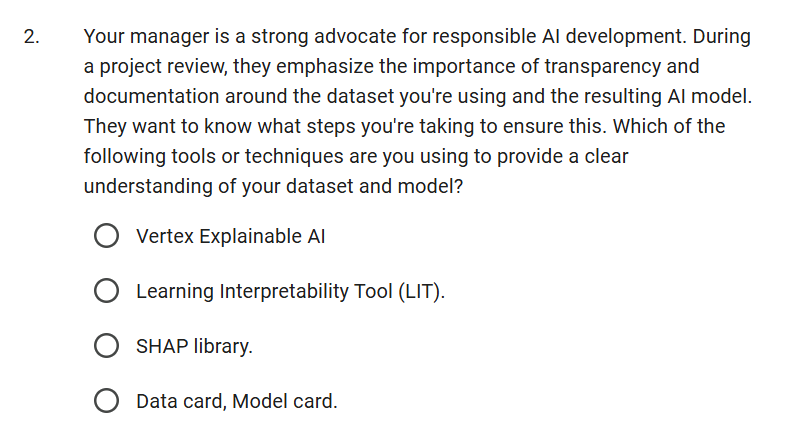 2. Your manager is a strong advocate for responsible AI development. During
a project review, they emphasize the importance of transparency and
documentation around the dataset you're using and the resulting AI model.
They want to know what steps you're taking to ensure this. Which of the
following tools or techniques are you using to provide a clear
understanding of your dataset and model?
Vertex Explainable AI
Learning Interpretability Tool (LIT).
SHAP library.
Data card, Model card.